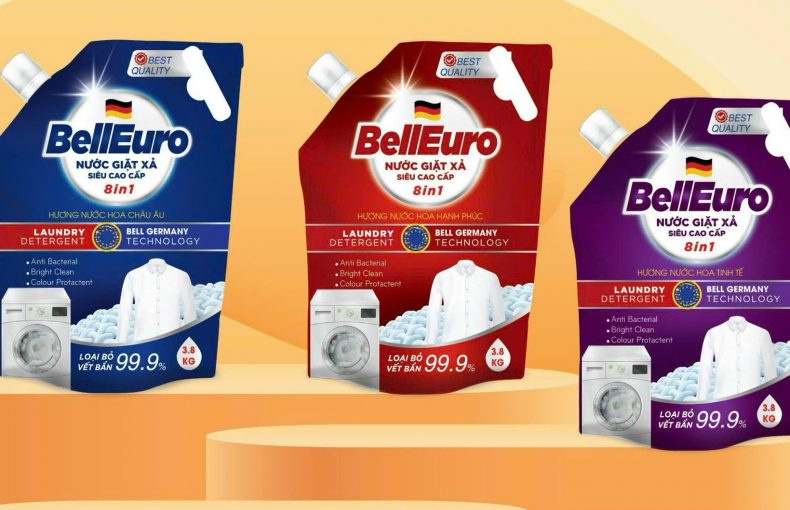 BEST
QUALITY
BellEuro
NƯỚC GIẶT XẢ
SIÊU CAO CẤP
8in1
HƯƠNG NƯỚC HOA CHÂU ÂU
LAUNDRY
DETERGENT
BELL GERMANY
TECHNOLOGY
• Anti Bacterial
• Bright Clean
• Colour Protactent
LOẠI BỎ
VẾT BẨN 99.9%
3.8
KG
BEST
QUALITY
BellEuro
NƯỚC GIẶT XẢ
SIÊU CAO CẤP
8in1
HƯƠNG NƯỚC HOA HẠNH PHÚC
LAUNDRY
DETERGENT
BELL GERMANY
TECHNOLOGY
• Anti Bacterial
• Bright Clean
• Colour Protactent
LOẠI BỎ
VẾT BẨN 99.9%
3.8
KG
BEST
QUALITY
BellEuro
NƯỚC GIẶT XẢ
SIÊU CAO CẤP
8in1
HƯƠNG NƯỚC HOA TINH TẾ
LAUNDRY
DETERGENT
BELL GERMANY
TECHNOLOGY
• Anti Bacterial
• Bright Clean
• Colour Protactent
LOẠI BỎ
VẾT BẨN 99.9%
3.8
KG